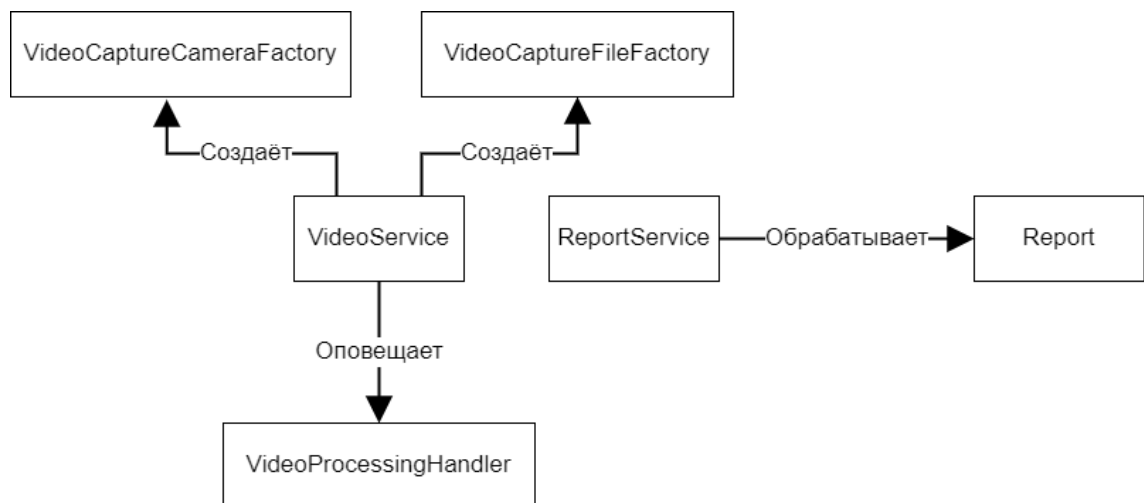 VideoCaptureCameraFactory
VideoCaptureFileFactory
Создаёт
Создаёт
VideoService
ReportService
Обрабатывает
Report
Оповещает
VideoProcessingHandler